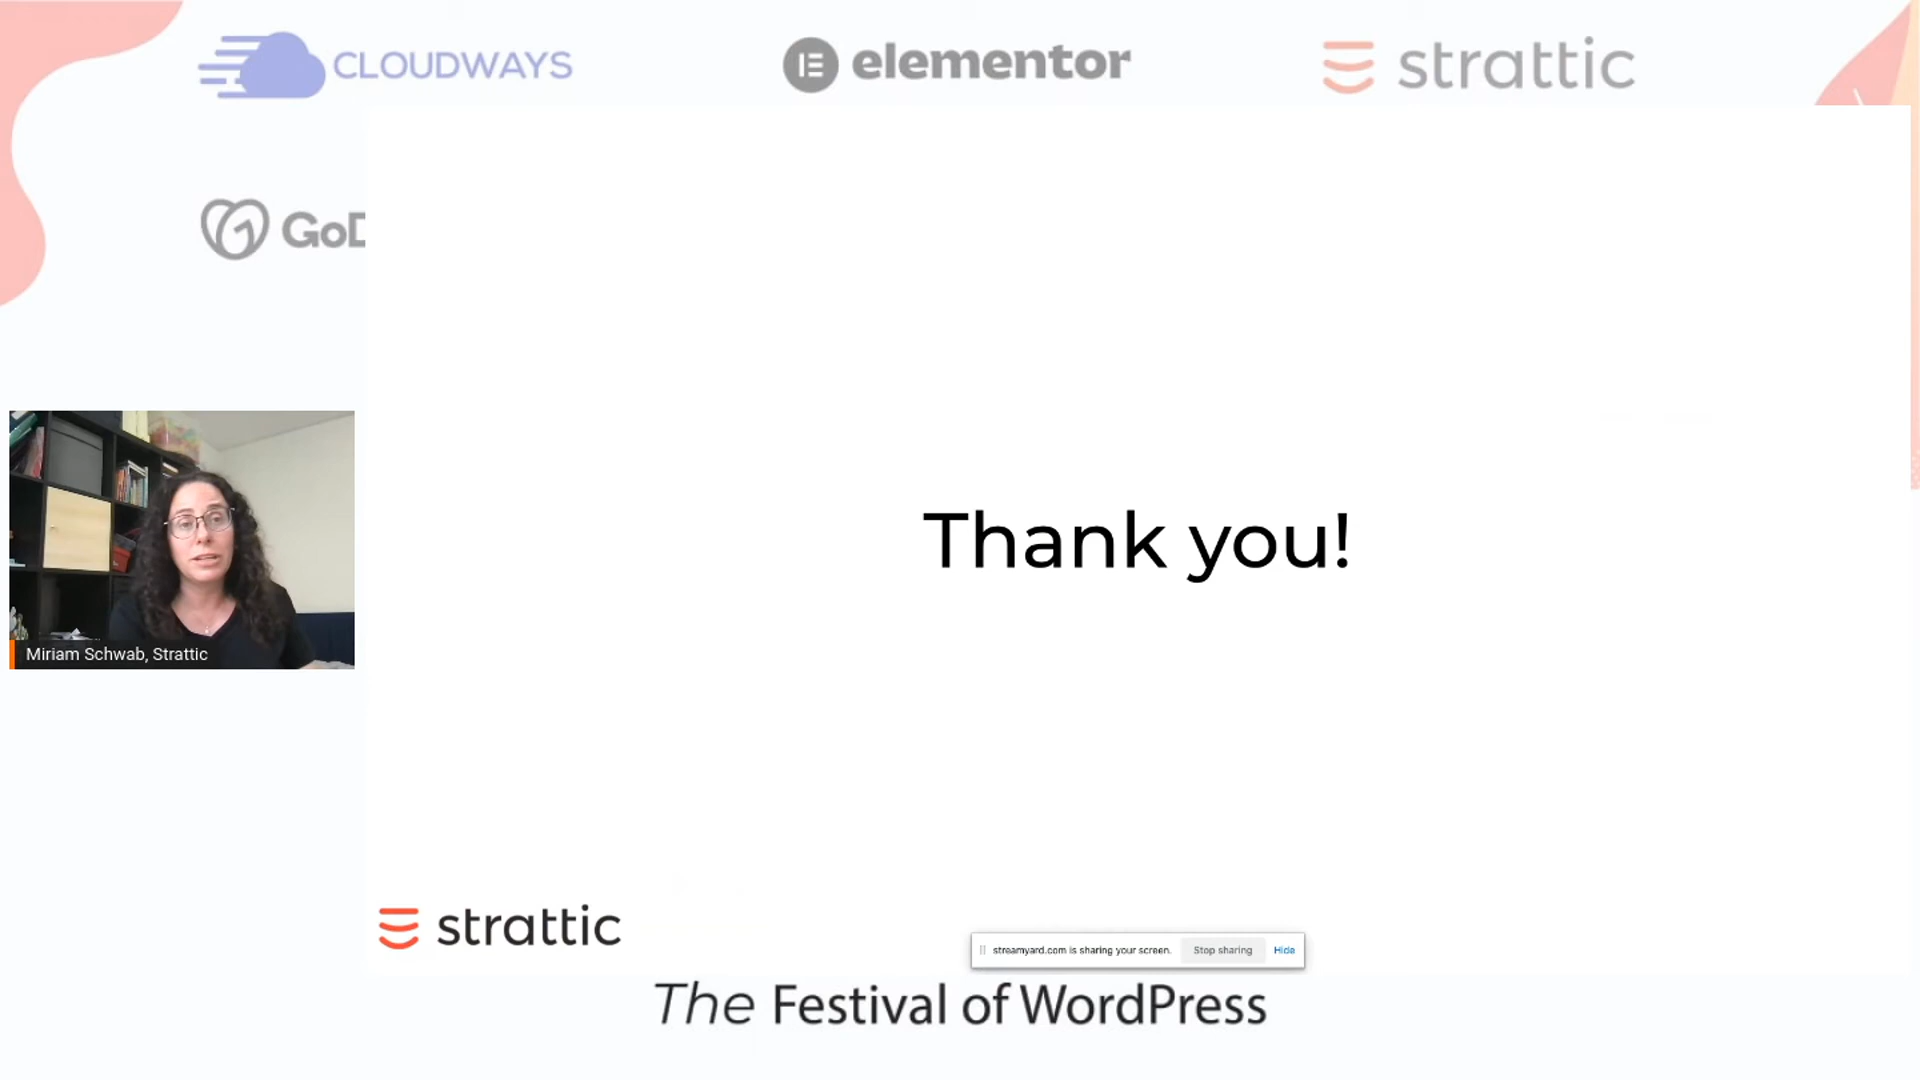 CLOUDWAYS
elementor
strattic
GoD
Thank you!
Miriam Schwab, Strattic
strattic
streamyard.com is sharing your screen. Stop sharing Hide
The Festival of WordPress